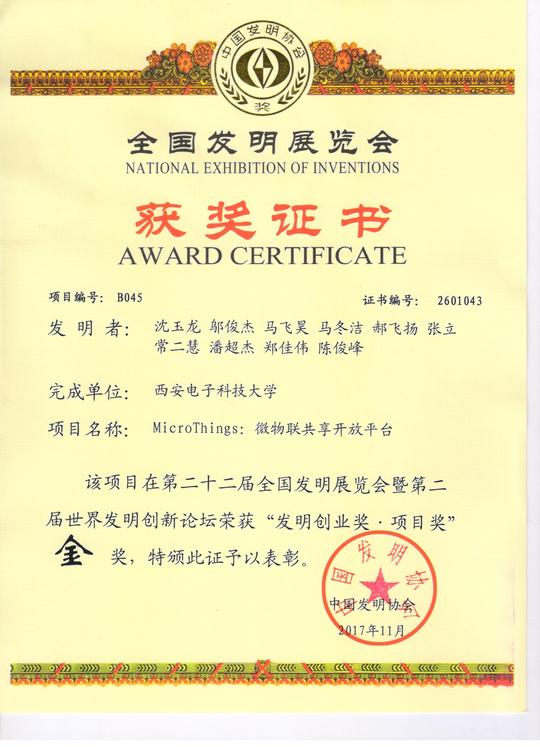 中国发明协会
奖
全国发明展览会
NATIONAL EXHIBITION OF INVENTIONS
获奖证书
AWARD CERTIFICATE
项目编号: B045
证书编号: 2601043
发明者: 沈玉龙 邬俊杰 马飞昊 马冬洁 郝飞扬 张立
常二慧 潘超杰 郑佳伟 陈俊峰
完成单位: 西安电子科技大学
项目名称: MicroThings: 微物联共享开放平台
该项目在第二十二届全国发明展览会暨第二
届世界发明创新论坛荣获“发明创业奖·项目奖”
金奖，特颁此证予以表彰。
中国发明协会
中国发明协会
2017年11月